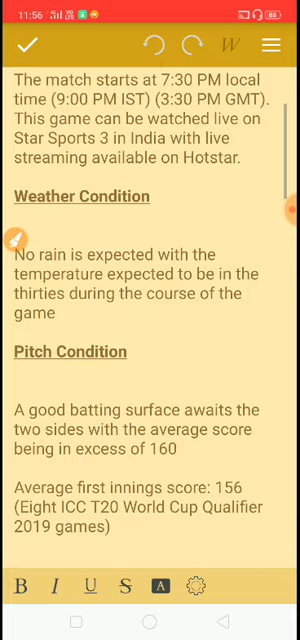 11:56
W
The match starts at 7:30 PM local
time (9:00 PM IST) (3:30 PM GMT).
This game can be watched live on
Star Sports 3 in India with live
streaming available on Hotstar.
Weather Condition
No rain is expected with the
temperature expected to be in the
thirties during the course of the
game
Pitch Condition
A good batting surface awaits the
two sides with the average score
being in excess of 160
Average first innings score: 156
(Eight ICC T20 World Cup Qualifier
2019 games)
B I U S A